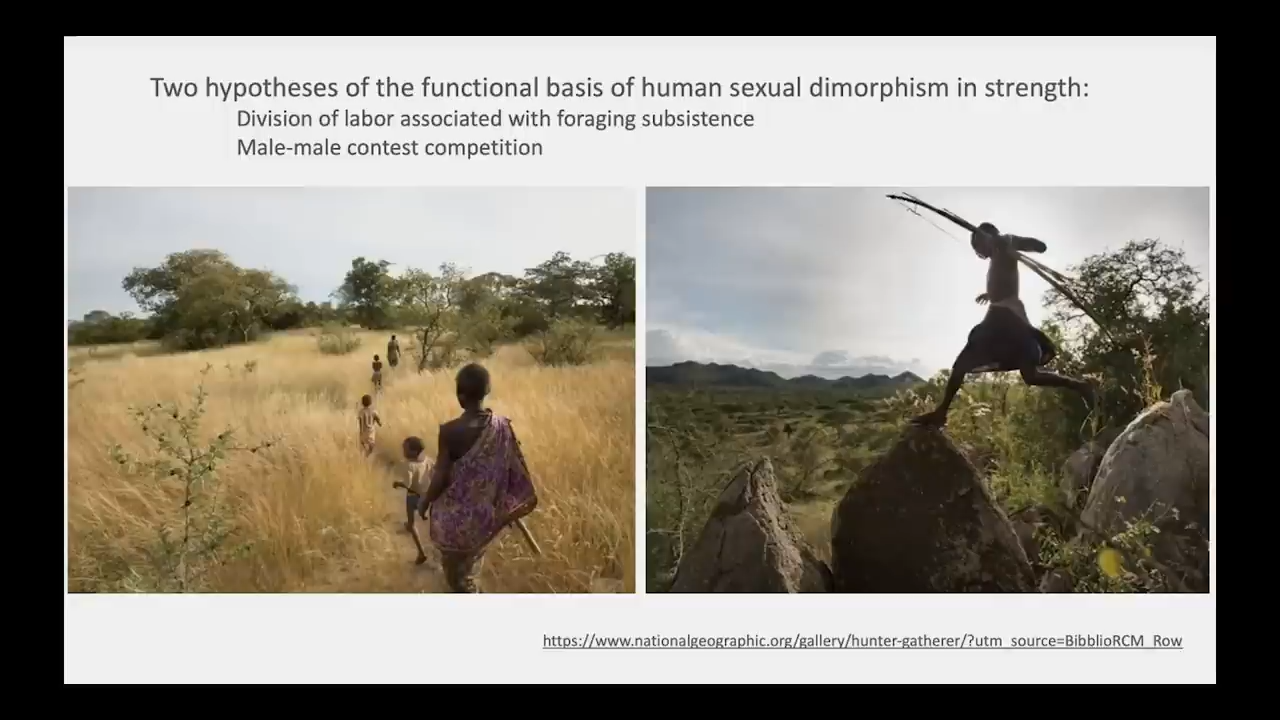 Two hypotheses of the functional basis of human sexual dimorphism in strength:
Division of labor associated with foraging subsistence
Male-male contest competition
https://www.nationalgeographic.org/gallery/hunter-gatherer/?utm_source=BibblioRCM_Row